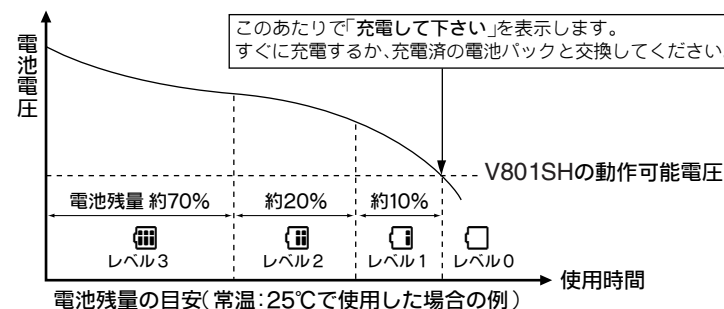 このあたりで「充電して下さい」を表示します。
すぐに充電するか、充電済の電池パックと交換してください。
電池電圧
V801SHの動作可能電圧
電池残量 約70%
約20%
約10%
レベル3
レベル2
レベル1
レベル0
使用時間
電池残量の目安(常温:25℃で使用した場合の例)